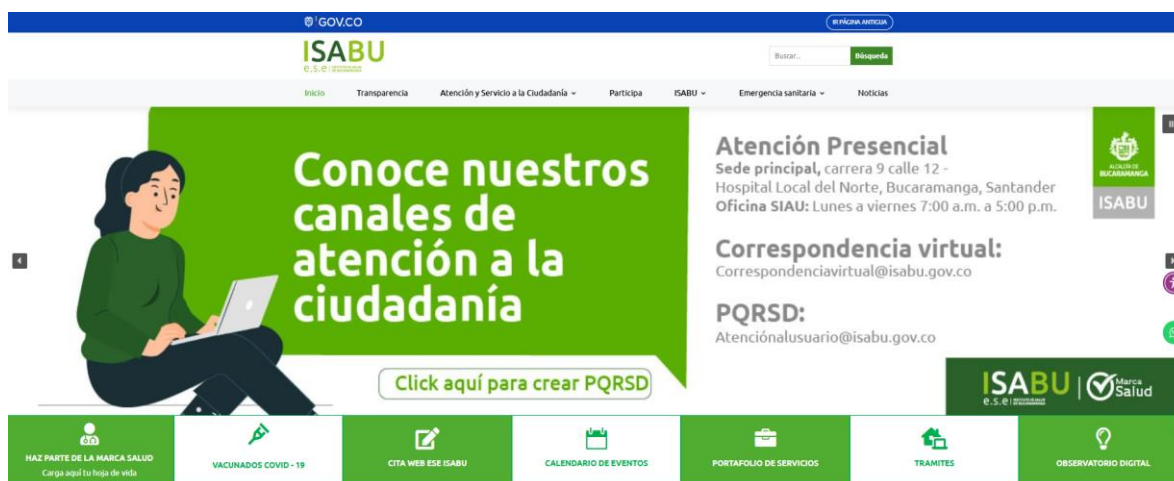 GOV.CO
IR PÁGINA ANTIGUA
ISABU
e.s.e
Buscar...
Búsqueda
Inicio
Transparencia
Atención y Servicio a la Ciudadanía
Participa
ISABU
Emergencia sanitaria
Noticias
Conoce nuestros
canales de
atención a la
ciudadanía
Click aquí para crear PQRSD
Atención Presencial
Sede principal, carrera 9 calle 12 -
Hospital Local del Norte, Bucaramanga, Santander
Oficina SIAU: Lunes a viernes 7:00 a.m. a 5:00 p.m.
Correspondencia virtual:
Correspondenciavirtual@isabu.gov.co
PQRSD:
Atenciónalusuario@isabu.gov.co
ALCALDÍA DE
BUCARAMANGA
ISABU
ISABU
e.s.e
Marca
Salud
HAZ PARTE DE LA MARCA SALUD
Carga aquí tu hoja de vida
VACUNADOS COVID - 19
CITA WEB ESE ISABU
CALENDARIO DE EVENTOS
PORTAFOLIO DE SERVICIOS
TRAMITES
OBSERVATORIO DIGITAL